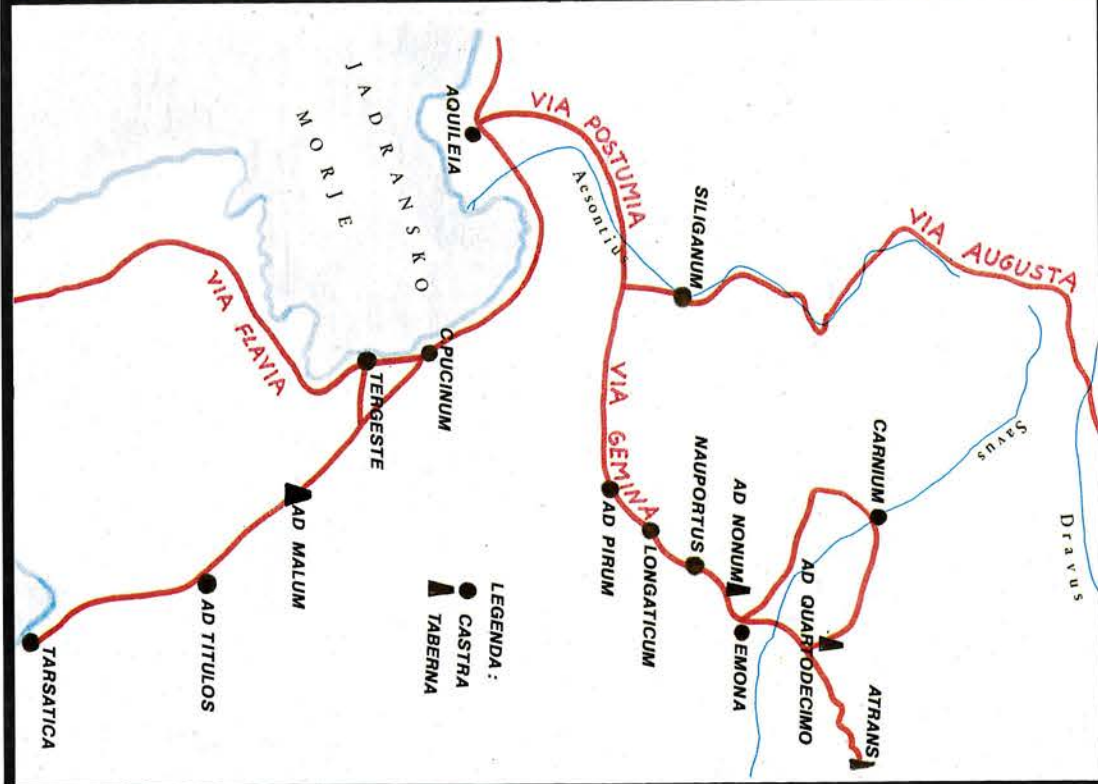 VIA AUGUSTA
Dravus
Savus
CARNIUM
ATRANS
AD QUARTODECIMO
SILIGANUM
AD NONUM
EMONA
NAUPORTUS
LONGATICUM
AD PIRUM
VIA GEMINA
VIA POSTUMIA
Aesontius
AQUILEIA
OPUCINUM
TERGESTE
JADRANSKO
MORJE
VIA FLAVIA
AD MALUM
AD TITULOS
TARSATICA
LEGENDA:
CASTRA
TABERNA